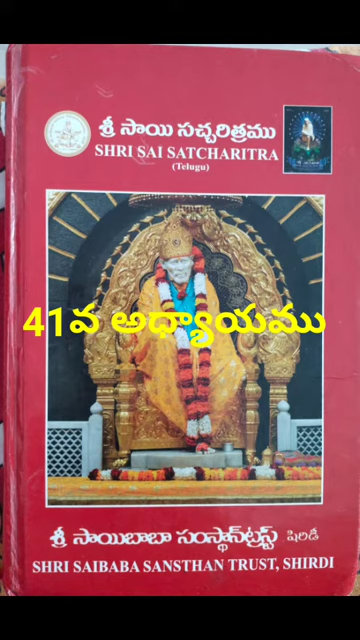 శ్రీ సాయి సచ్చరిత్రము
SHRI SAI SATCHARITRA
(Telugu)
41వ అధ్యాయము
శ్రీ సాయిబాబా సంస్థాన్‌ట్రస్ట్ షిరిడీ
SHRI SAIBABA SANSTHAN TRUST, SHIRDI